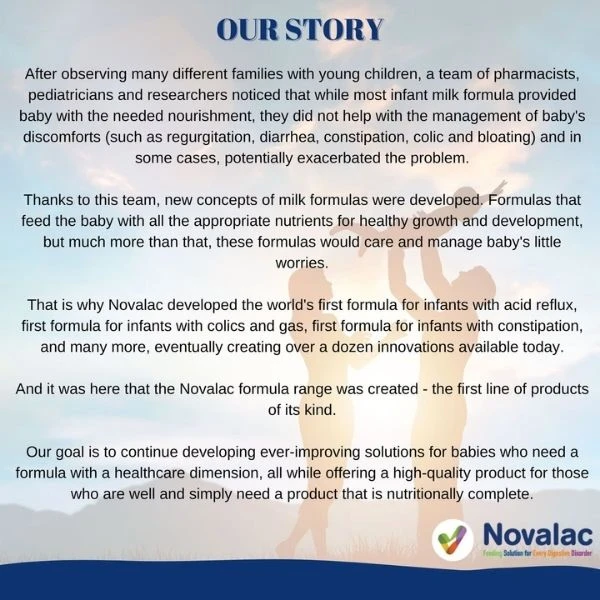 OUR STORY
After observing many different families with young children, a team of pharmacists,
pediatricians and researchers noticed that while most infant milk formula provided
baby with the needed nourishment, they did not help with the management of baby's
discomforts (such as regurgitation, diarrhea, constipation, colic and bloating) and in
some cases, potentially exacerbated the problem.
Thanks to this team, new concepts of milk formulas were developed. Formulas that
feed the baby with all the appropriate nutrients for healthy growth and development,
but much more than that, these formulas would care and manage baby's little
worries.
That is why Novalac developed the world's first formula for infants with acid reflux,
first formula for infants with colics and gas, first formula for infants with constipation,
and many more, eventually creating over a dozen innovations available today.
And it was here that the Novalac formula range was created - the first line of products
of its kind.
Our goal is to continue developing ever-improving solutions for babies who need a
formula with a healthcare dimension, all while offering a high-quality product for those
who are well and simply need a product that is nutritionally complete.
Novalac
Feeding Solution for Every Digestive Disorder